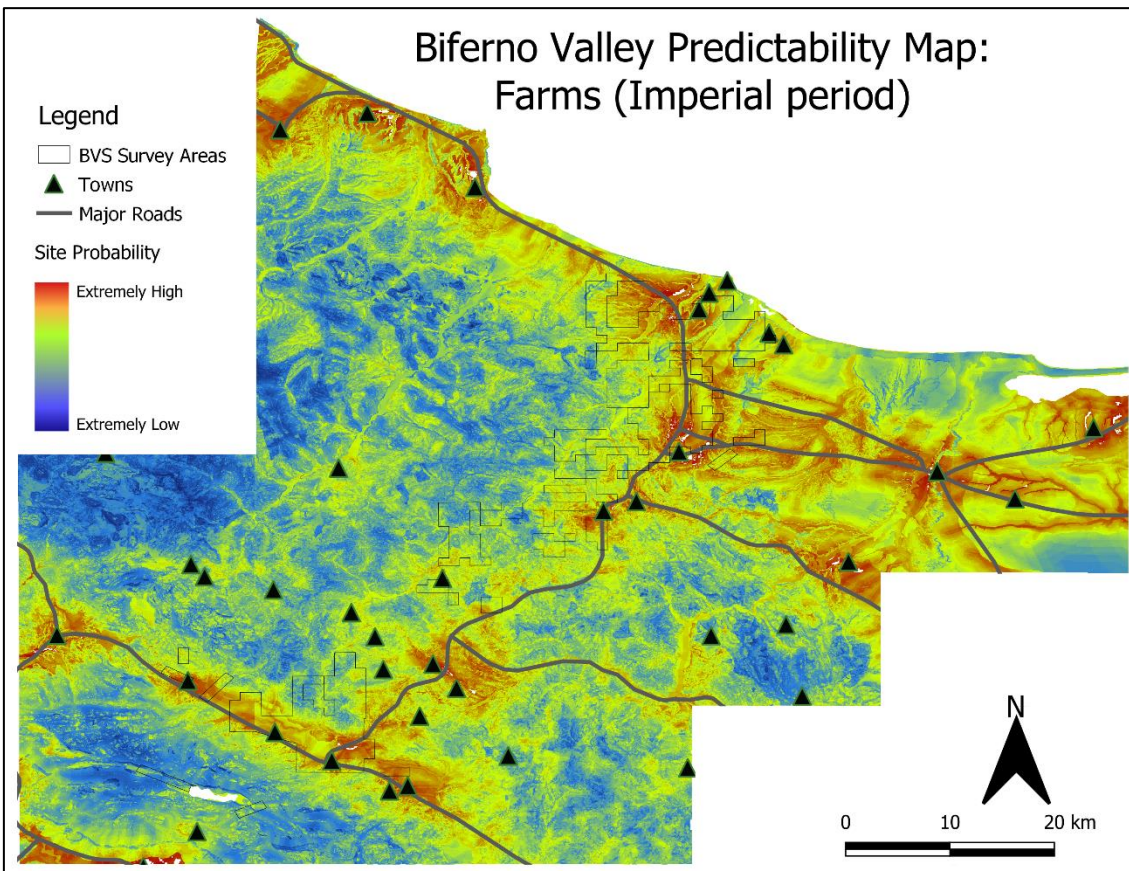 Biferno Valley Predictability Map:
Farms (Imperial period)
Legend
BVS Survey Areas
Towns
Major Roads
Site Probability
Extremely High
Extremely Low
N
0 10 20 km